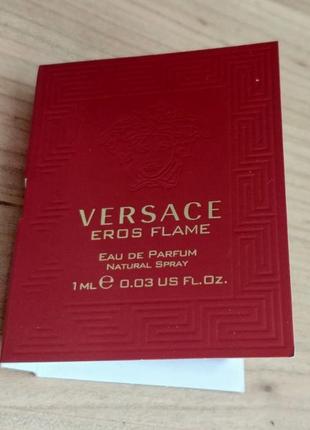 VERSACE
EROS FLAME
EAU DE PARFUM
NATURAL SPRAY
1 ML ℮ 0.03 US FL.OZ.